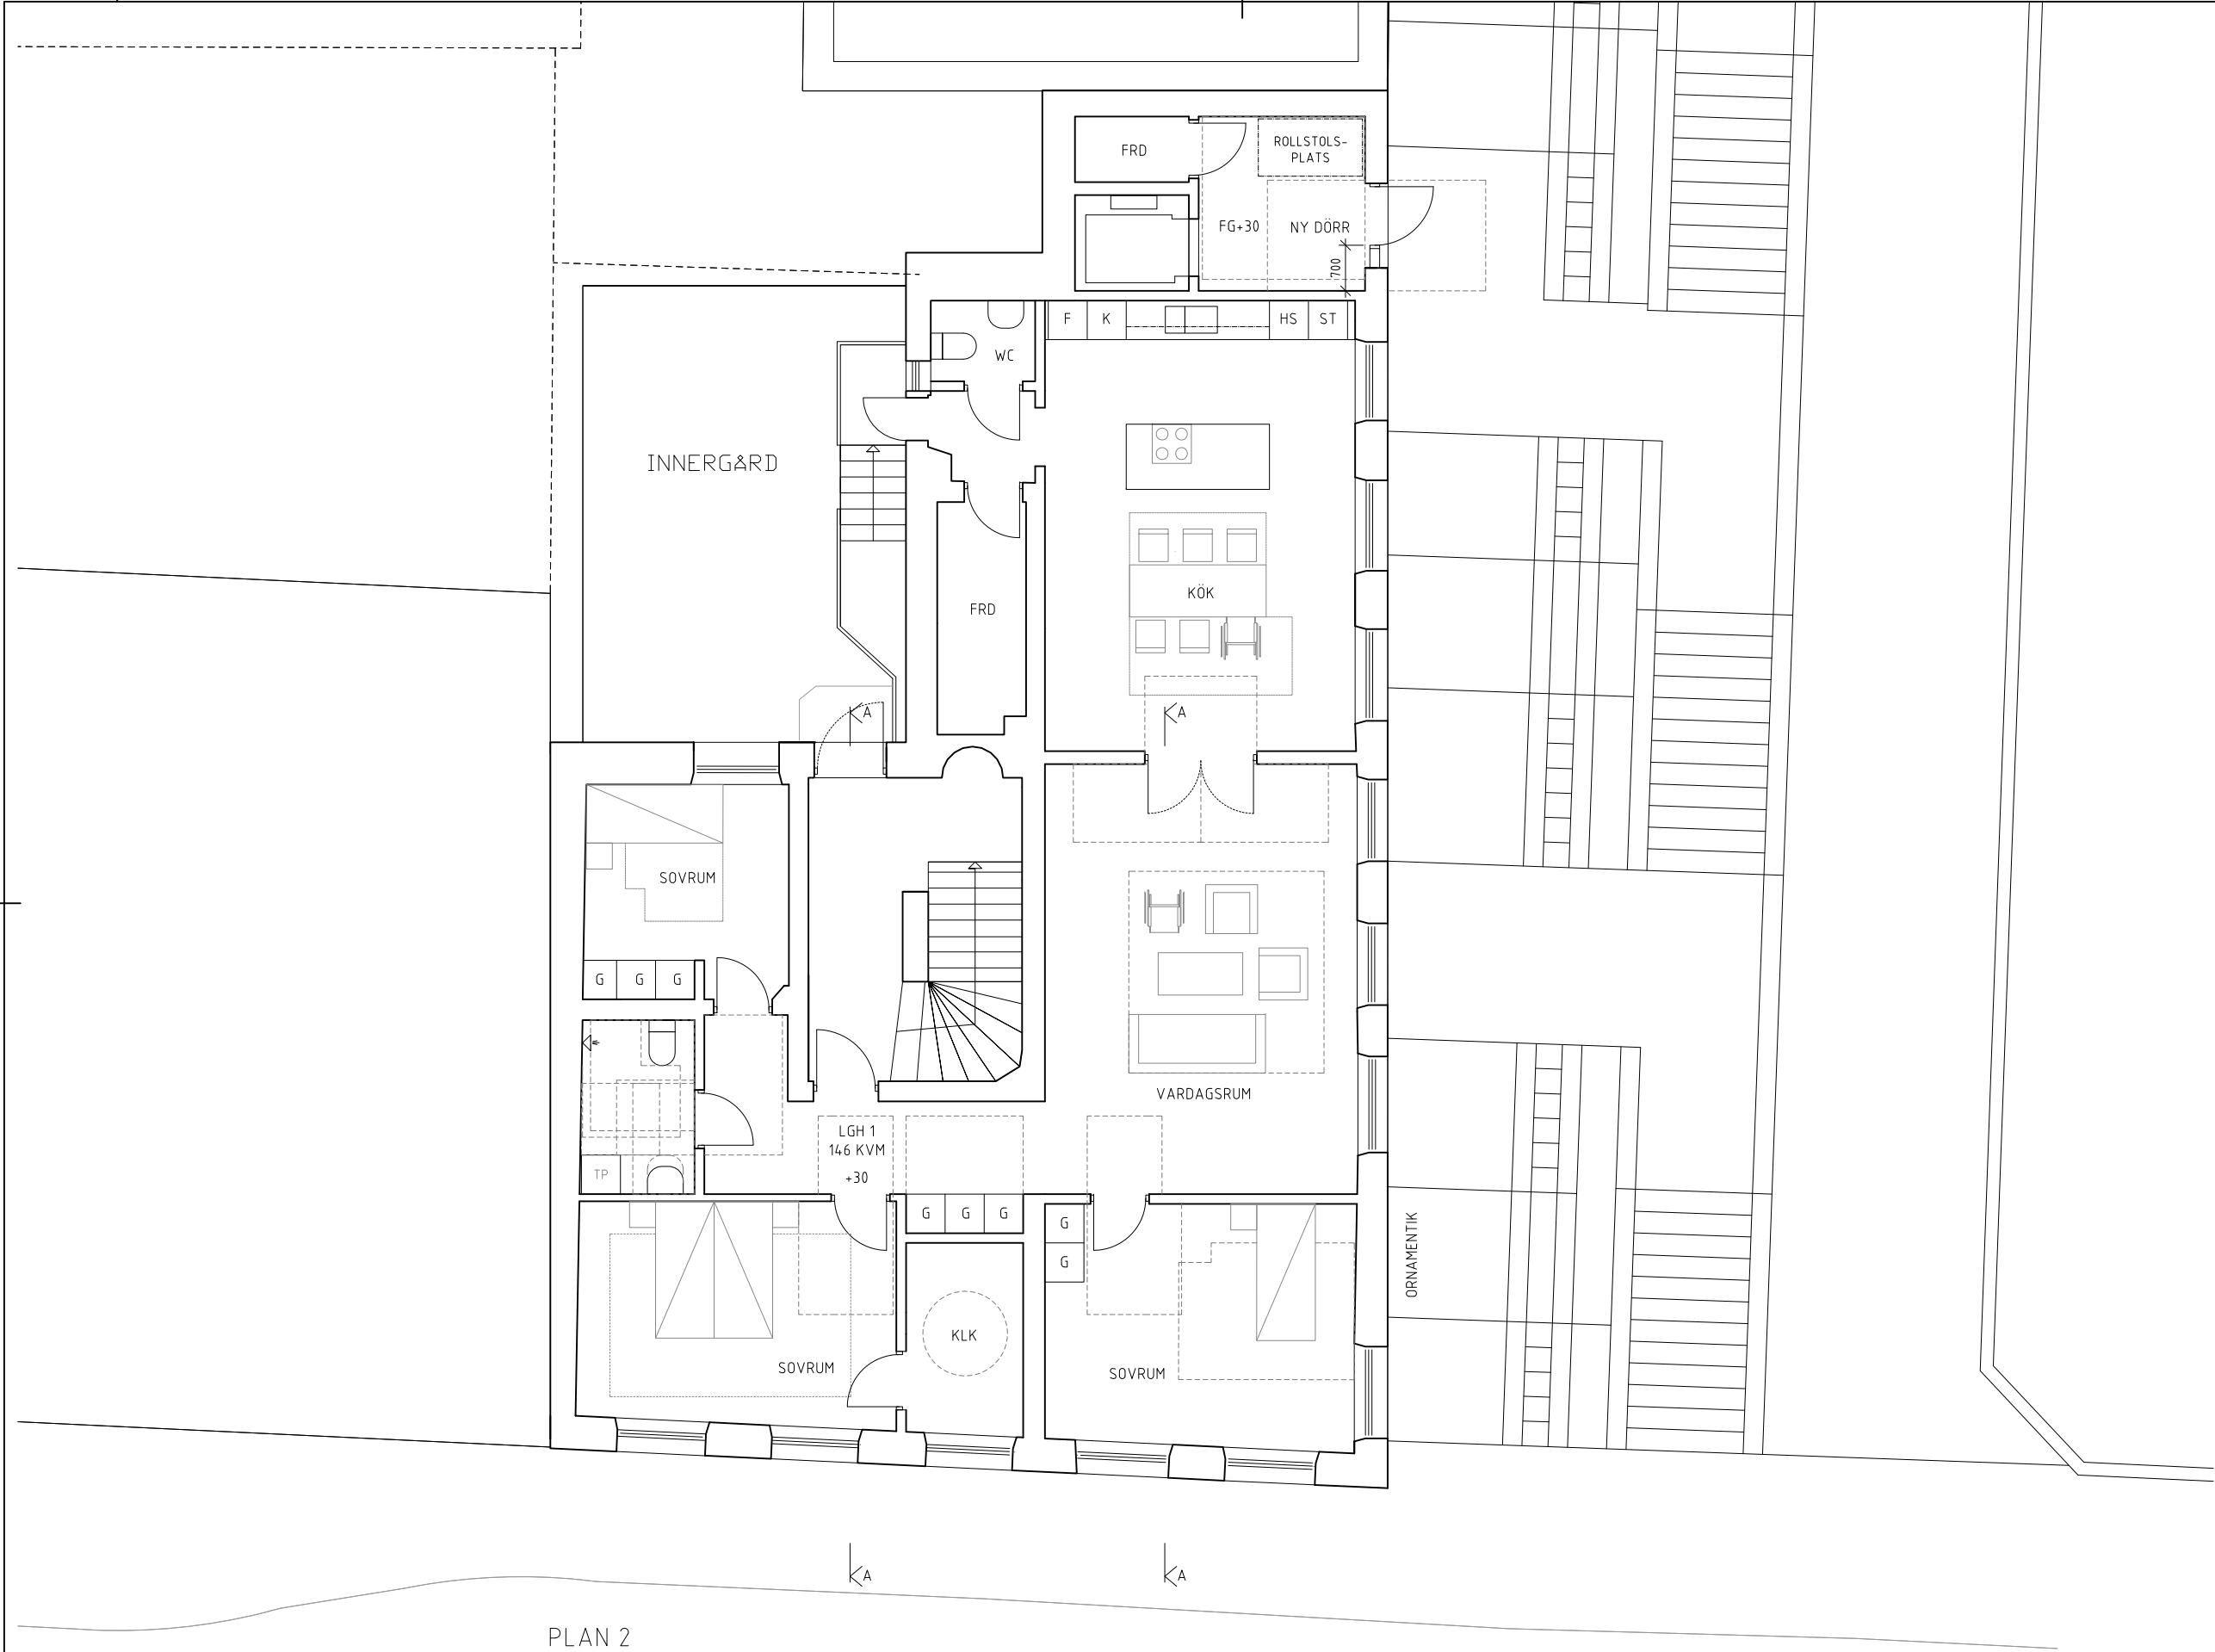 FRD
ROLLSTOLS-
PLATS
FG+30
NY DÖRR
700
F
K
HS
ST
WC
INNERGÅRD
KÖK
FRD
A
A
SOVRUM
G
G
G
VARDAGSRUM
LGH 1
146 KVM
+30
TP
G
G
G
G
G
ORNAMENTIK
KLK
SOVRUM
SOVRUM
A
A
PLAN 2